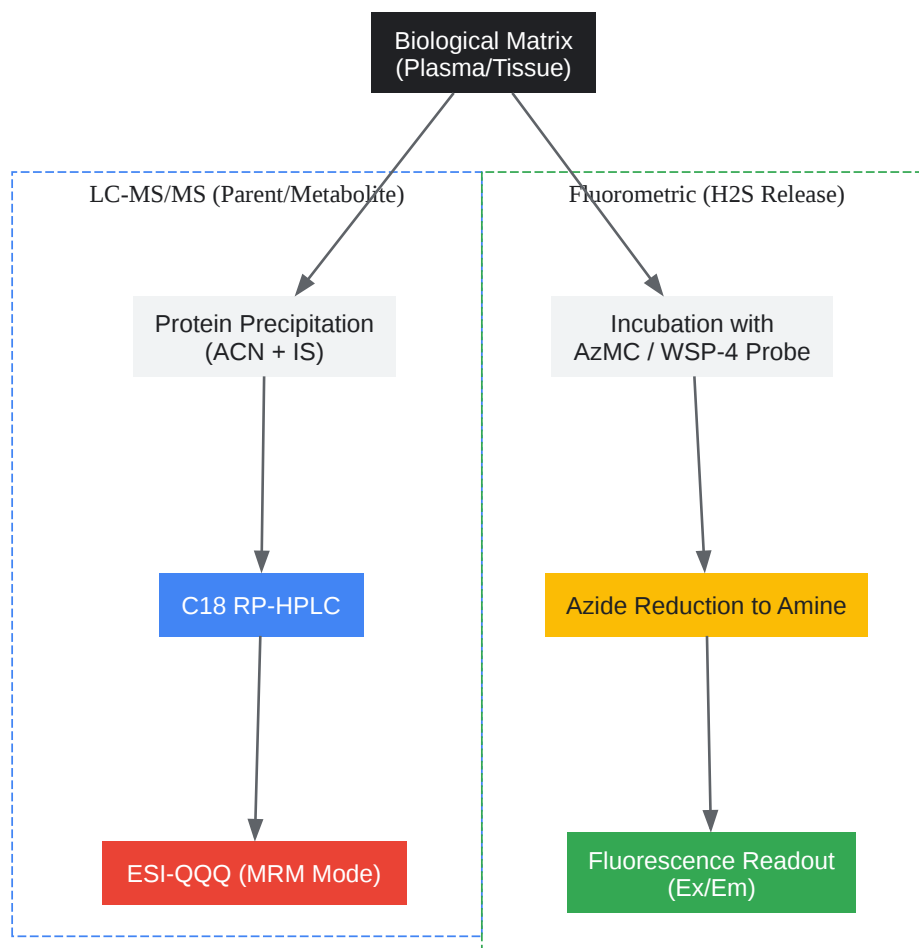 Biological Matrix
(Plasma/Tissue)
LC-MS/MS (Parent/Metabolite)
Fluorometric (H2S Release)
Protein Precipitation
(ACN + IS)
Incubation with
AzMC / WSP-4 Probe
C18 RP-HPLC
Azide Reduction to Amine
ESI-QQQ (MRM Mode)
Fluorescence Readout
(Ex/Em)